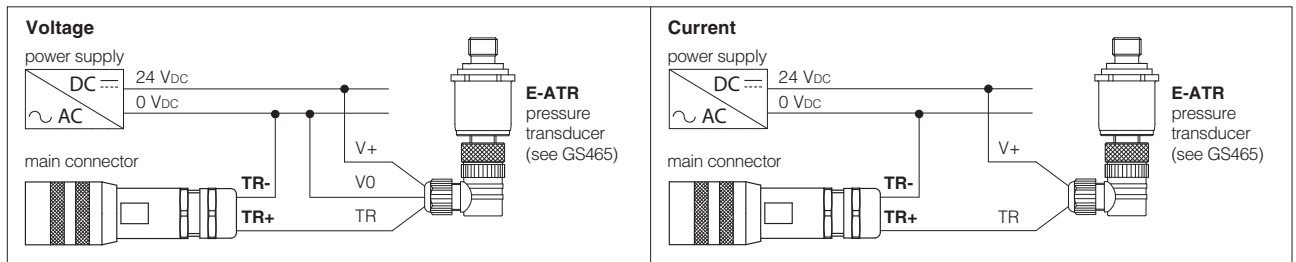 Voltage
power supply
DC
AC
24 VDC
0 VDC
E-ATR
pressure
transducer
(see GS465)
V+
main connector
TR-
V0
TR+
TR
Current
power supply
DC
AC
24 VDC
0 VDC
E-ATR
pressure
transducer
(see GS465)
V+
main connector
TR-
TR+
TR